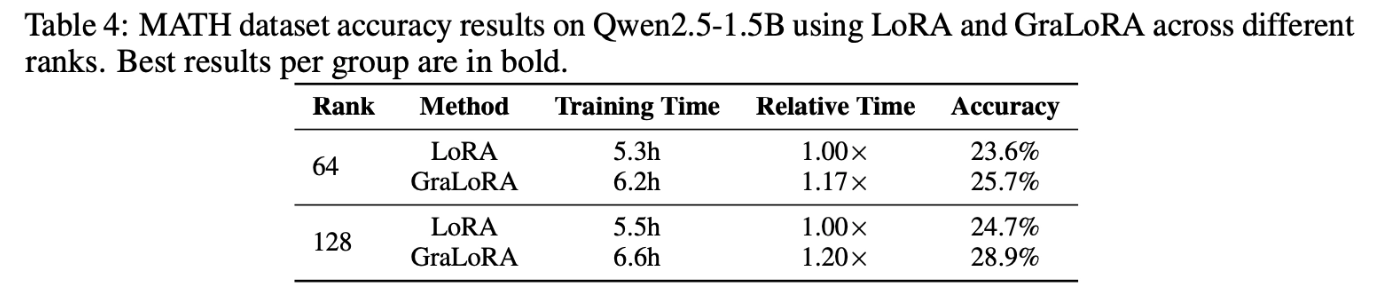 Table 4: MATH dataset accuracy results on Qwen2.5-1.5B using LoRA and GraLoRA across different
ranks. Best results per group are in bold.
Rank Method Training Time Relative Time Accuracy
64
LoRA 5.3h 1.00× 23.6%
GraLoRA 6.2h 1.17× 25.7%
128
LoRA 5.5h 1.00× 24.7%
GraLoRA 6.6h 1.20× 28.9%